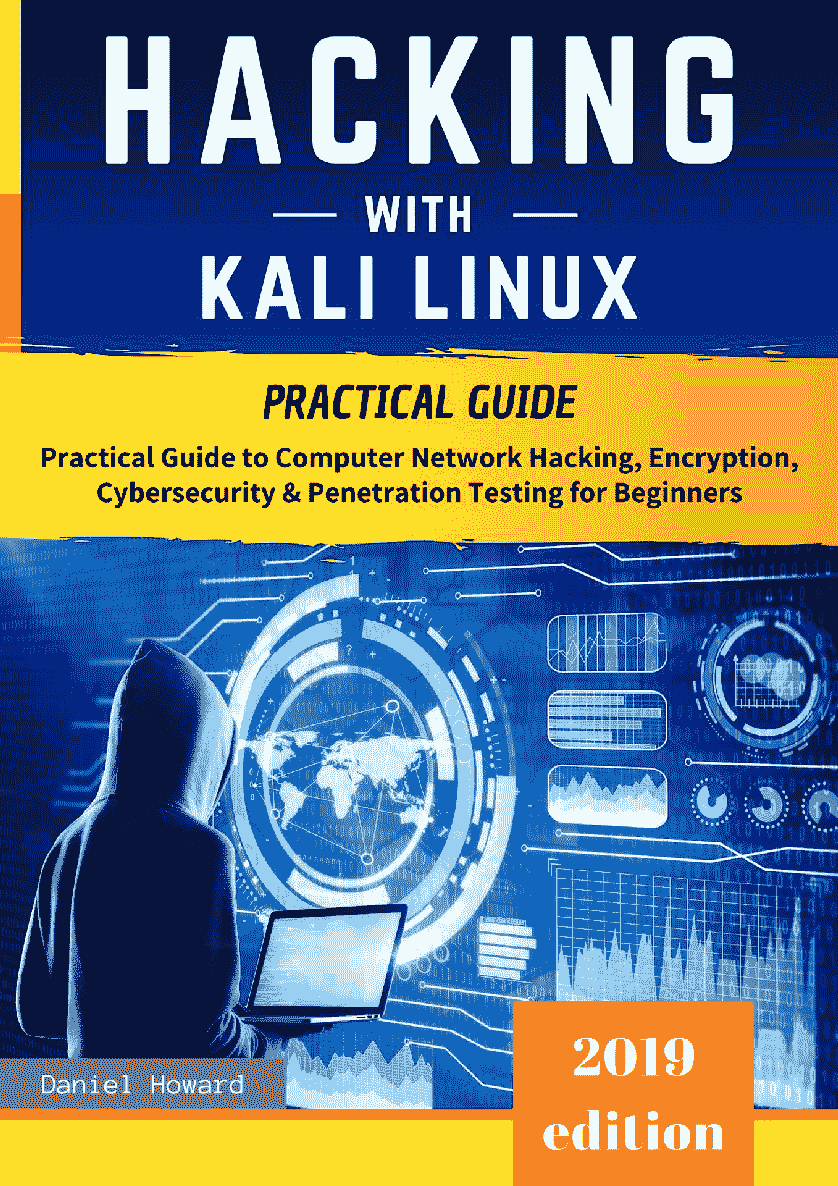 HACKING
WITH
KALI LINUX
PRACTICAL GUIDE
Practical Guide to Computer Network Hacking, Encryption,
Cybersecurity & Penetration Testing for Beginners
Daniel Howard
2019
edition